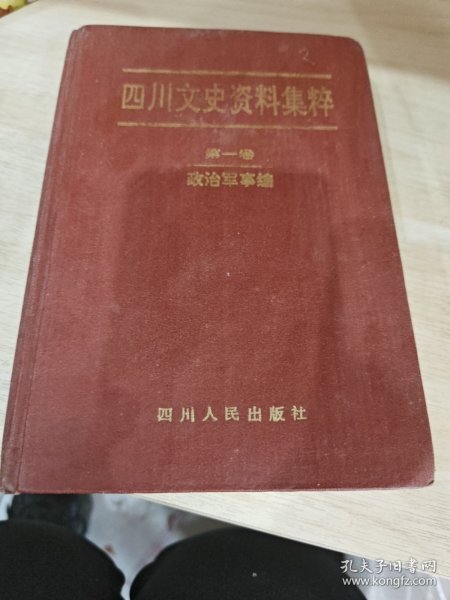 2
四川文史资料集粹
第一卷
政治军事编
四川人民出版社
孔夫子旧书网
www.kongfz.com